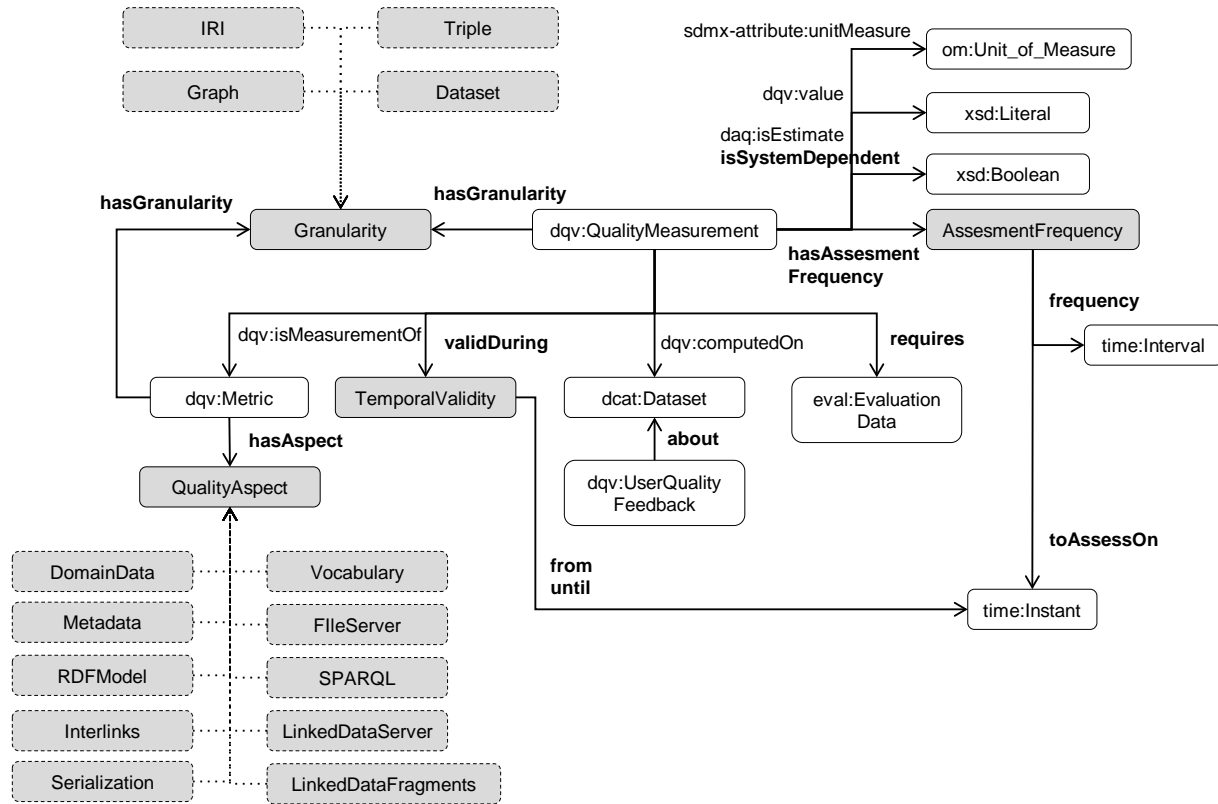 IRI
Triple
sdmx-attribute:unitMeasure
om:Unit_of_Measure
Graph
Dataset
dqv:value
xsd:Literal
daq:isEstimate
isSystemDependent
xsd:Boolean
hasGranularity
hasGranularity
Granularity
dqv:QualityMeasurement
AssesmentFrequency
hasAssesment
Frequency
frequency
dqv:isMeasurementOf
validDuring
dqv:computedOn
requires
time:Interval
dqv:Metric
TemporalValidity
dcat:Dataset
eval:Evaluation
Data
hasAspect
about
QualityAspect
dqv:UserQuality
Feedback
toAssessOn
from
until
DomainData
Vocabulary
time:Instant
Metadata
FIleServer
RDFModel
SPARQL
Interlinks
LinkedDataServer
Serialization
LinkedDataFragments